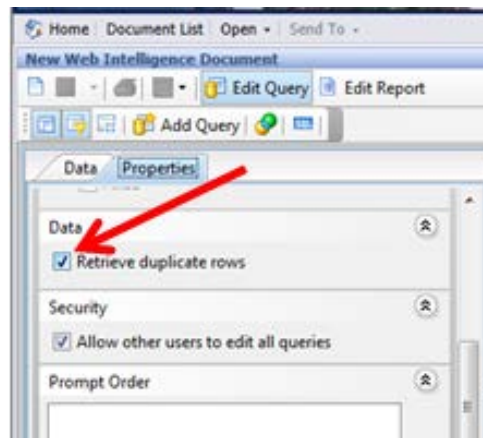 Home Document List Open Send To
New Web Intelligence Document
Edit Query Edit Report
Add Query
Data Properties
Data
Retrieve duplicate rows
Security
Allow other users to edit all queries
Prompt Order